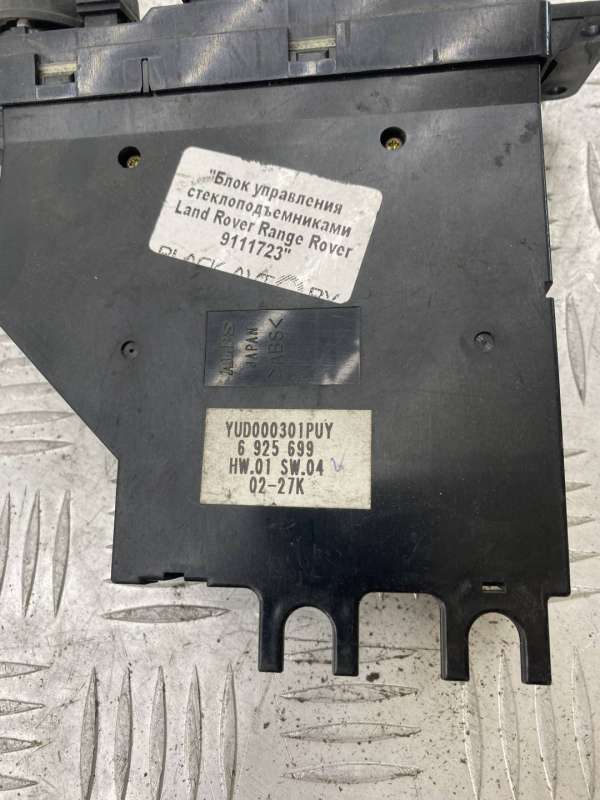 "Блок управления
стеклоподъемниками
Land Rover Range Rover
9111723"
JAPAN
>ABS<
YUD000301PUY
6 925 699
HW.01 SW.04
02-27K